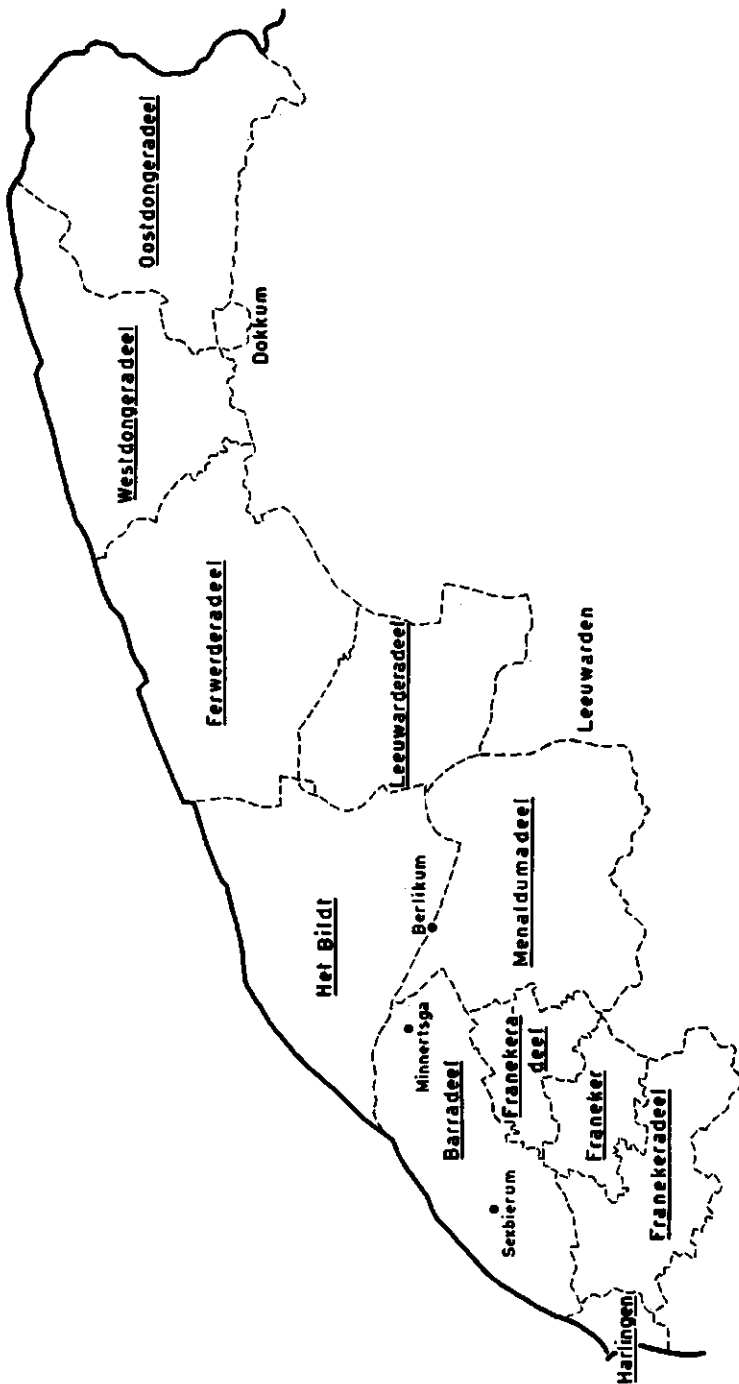 Oostdongeradeel
Westdongeradeel
Dokkum
Ferwerderadeel
Leeuwarderadeel
Leeuwarden
Het Bildt
Berlikum
Menaldumadeel
Minnertsga
Barradeel
Franekera-
deel
Sexbierum
Franeker
Franekeradeel
Harlingen